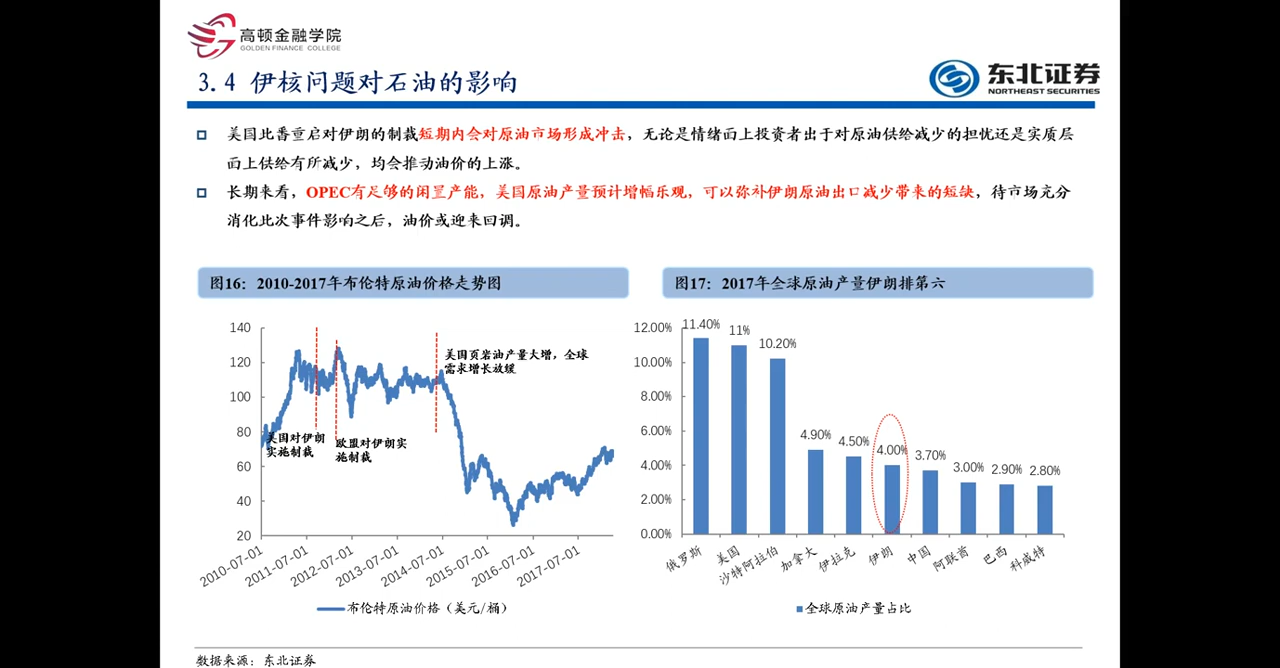 高顿金融学院
GOLDEN FINANCE COLLEGE
3.4 伊核问题对石油的影响
东北证券
NORTHEAST SECURITIES
美国此番重启对伊朗的制裁短期内会对原油市场形成冲击，无论是情绪面上投资者出于对原油供给减少的担忧还是实质层
面上供给有所减少，均会推动油价的上涨。
长期来看，OPEC有足够的闲置产能，美国原油产量预计增幅乐观，可以弥补伊朗原油出口减少带来的短缺，待市场充分
消化此次事件影响之后，油价或迎来回调。
图16：2010-2017年布伦特原油价格走势图
140
120
100
80
60
40
20
美国对伊朗
实施制裁
欧盟对伊朗实
施制裁
美国页岩油产量大增，全球
需求增长放缓
2010-07-01
2011-07-01
2012-07-01
2013-07-01
2014-07-01
2015-07-01
2016-07-01
2017-07-01
布伦特原油价格（美元/桶）
图17：2017年全球原油产量伊朗排第六
12.00%
10.00%
8.00%
6.00%
4.00%
2.00%
0.00%
11.40%
11%
10.20%
4.90%
4.50%
4.00%
3.70%
3.00%
2.90%
2.80%
俄罗斯
美国
沙特阿拉伯
加拿大
伊拉克
伊朗
中国
阿联酋
巴西
科威特
全球原油产量占比
数据来源：东北证券